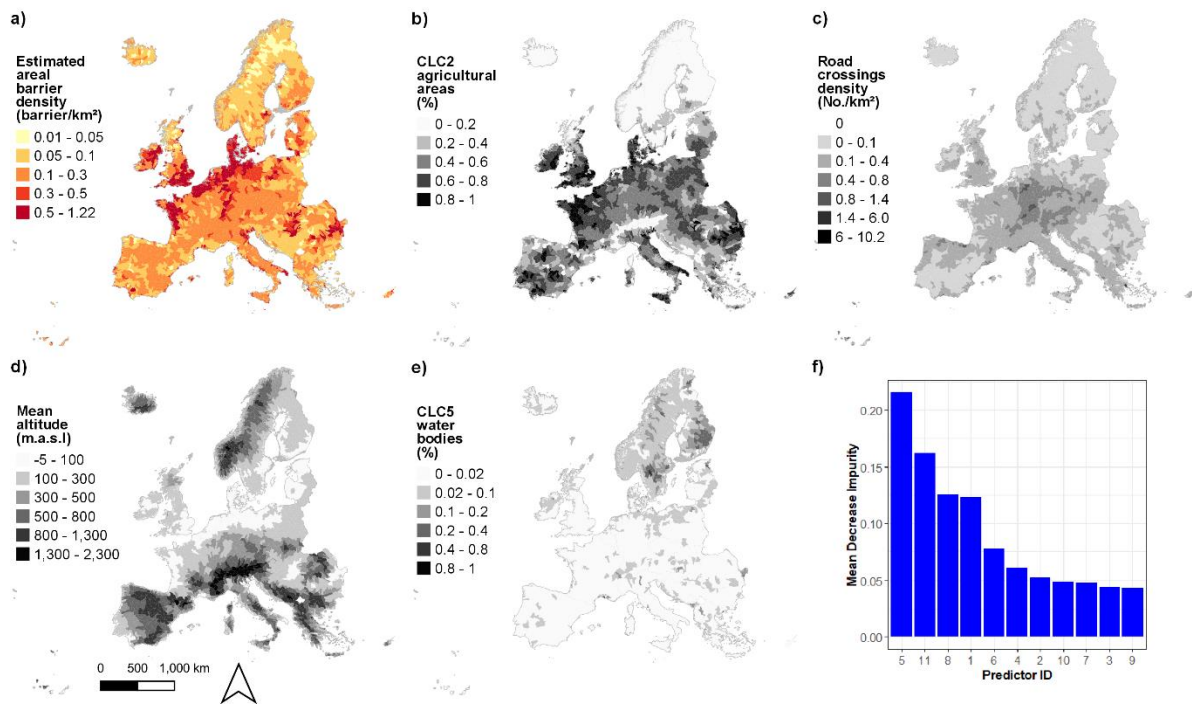 a)
Estimated
areal
barrier
density
(barrier/km²)
0.01 - 0.05
0.05 - 0.1
0.1 - 0.3
0.3 - 0.5
0.5 - 1.22
b)
CLC2
agricultural
areas
(%)
0 - 0.2
0.2 - 0.4
0.4 - 0.6
0.6 - 0.8
0.8 - 1
c)
Road
crossings
density
(No./km²)
0
0 - 0.1
0.1 - 0.4
0.4 - 0.8
0.8 - 1.4
1.4 - 6.0
6 - 10.2
d)
Mean
altitude
(m.a.s.l)
-5 - 100
100 - 300
300 - 500
500 - 800
800 - 1,300
1,300 - 2,300
0 500 1,000 km
e)
CLC5
water
bodies
(%)
0 - 0.02
0.02 - 0.1
0.1 - 0.2
0.2 - 0.4
0.4 - 0.8
0.8 - 1
f)
Mean Decrease Impurity
0.20
0.15
0.10
0.05
0.00
5 11 8 1 6 4 2 10 7 3 9
Predictor ID